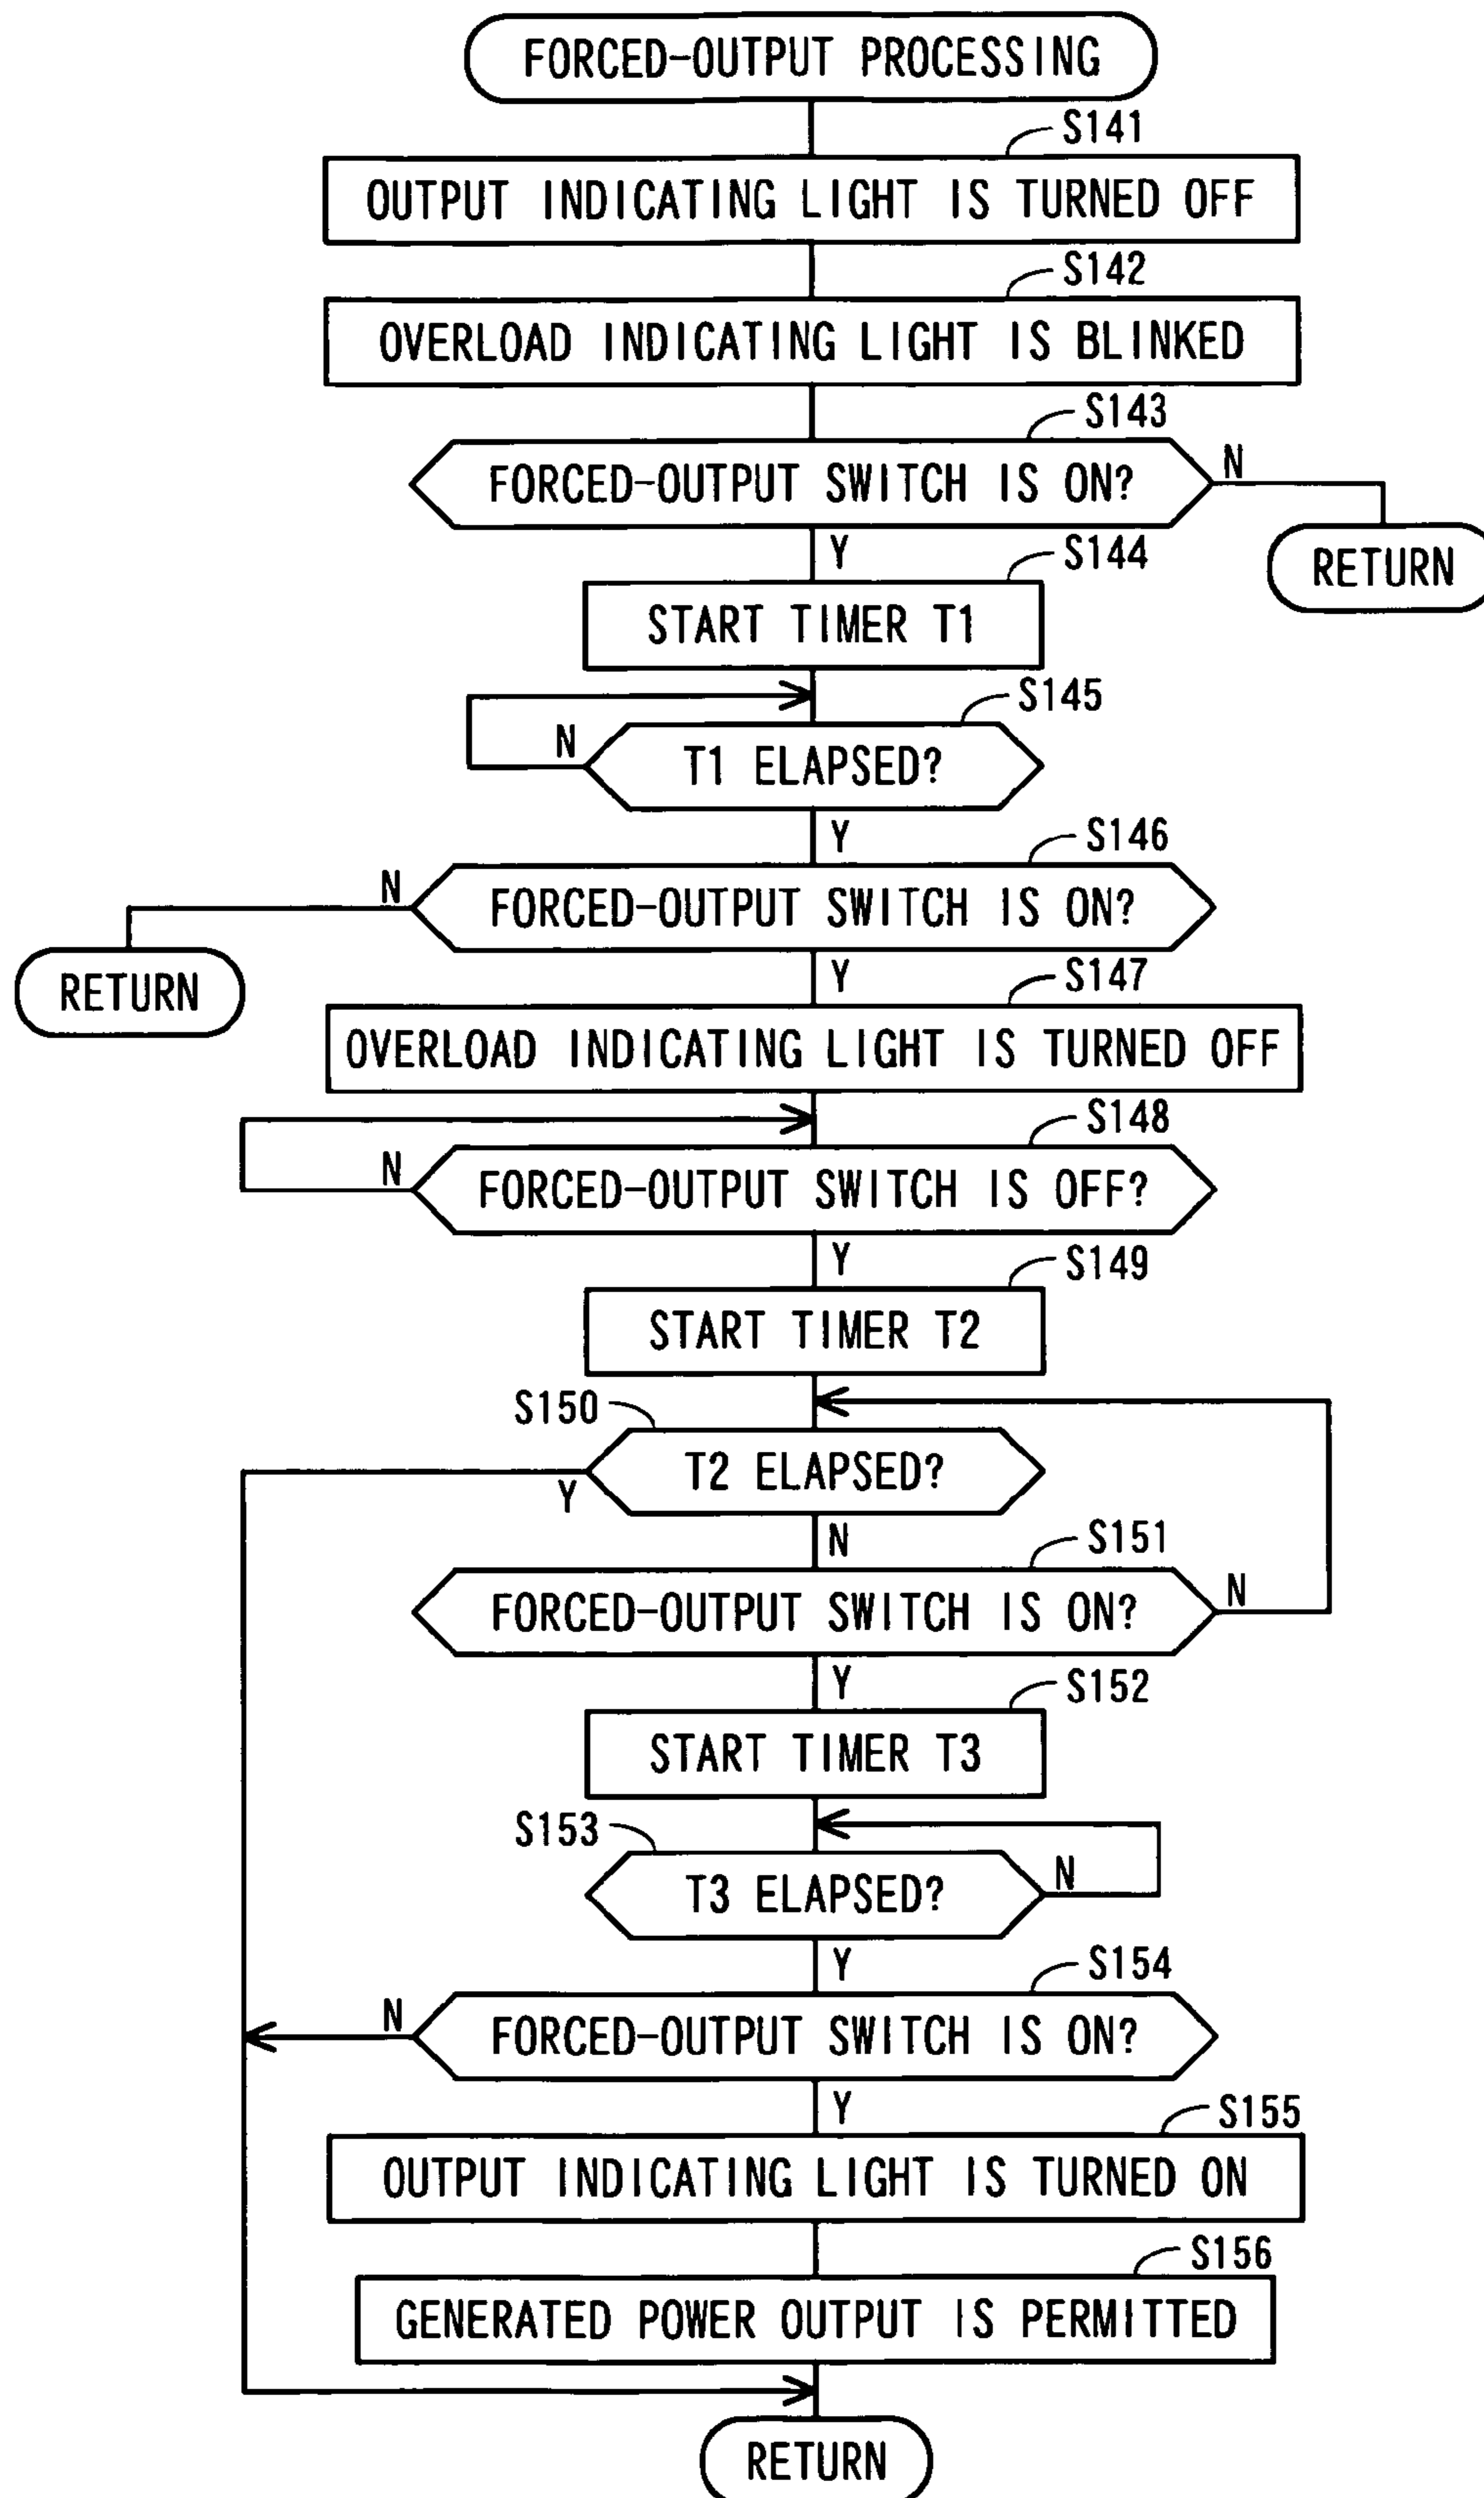 FORCED-OUTPUT PROCESSING
S141
OUTPUT INDICATING LIGHT IS TURNED OFF
S142
OVERLOAD INDICATING LIGHT IS BLINKED
S143
FORCED-OUTPUT SWITCH IS ON?
N
RETURN
Y
S144
START TIMER T1
S145
N
T1 ELAPSED?
Y
S146
N
FORCED-OUTPUT SWITCH IS ON?
RETURN
Y
S147
OVERLOAD INDICATING LIGHT IS TURNED OFF
S148
N
FORCED-OUTPUT SWITCH IS OFF?
Y
S149
START TIMER T2
S150
T2 ELAPSED?
Y
N
S151
FORCED-OUTPUT SWITCH IS ON?
N
Y
S152
START TIMER T3
S153
T3 ELAPSED?
N
Y
S154
N
FORCED-OUTPUT SWITCH IS ON?
Y
S155
OUTPUT INDICATING LIGHT IS TURNED ON
S156
GENERATED POWER OUTPUT IS PERMITTED
RETURN